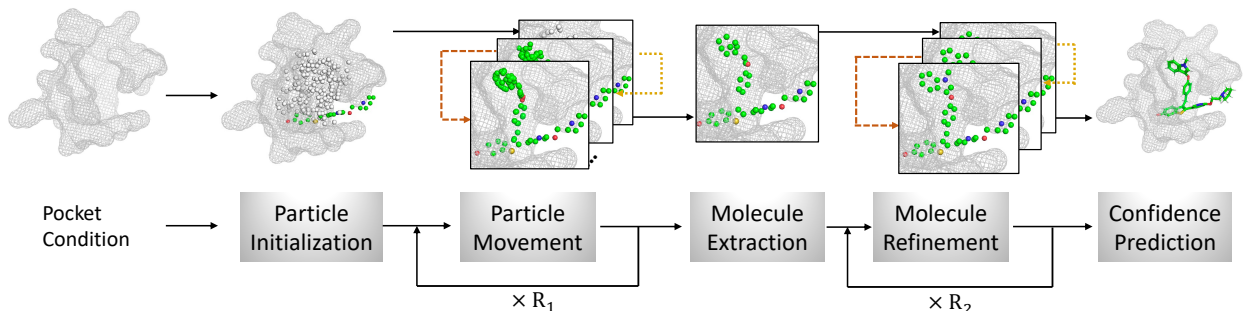 Pocket
Condition
Particle
Initialization
Particle
Movement
Molecule
Extraction
Molecule
Refinement
Confidence
Prediction
× R₁
× R₂